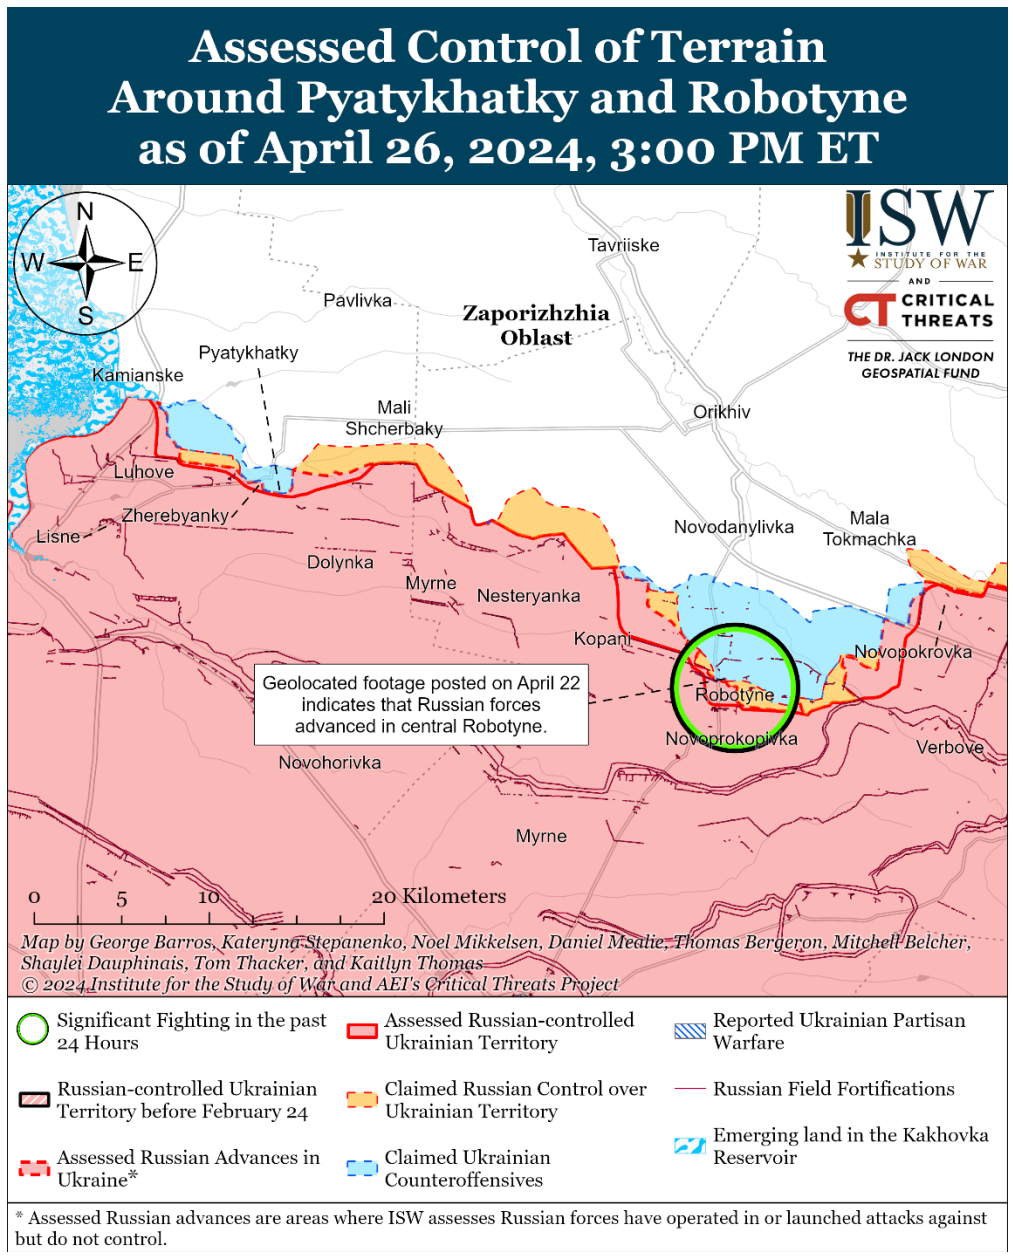 Assessed Control of Terrain
Around Pyatykhatky and Robotyne
as of April 26, 2024, 3:00 PM ET
N
W E
S
ISW
INSTITUTE FOR THE
STUDY OF WAR
AND
CT CRITICAL
THREATS
THE DR. JACK LONDON
GEOSPATIAL FUND
Tavriiske
Pavlivka
Zaporizhzhia
Oblast
Pyatykhatky
Kamianske
Mali
Shcherbaky
Orikhiv
Luhove
Zherebyanky
Lisne
Novodanylivka
Mala
Tokmachka
Dolynka
Myrne
Nesteryanka
Kopani
Novopokrovka
Geolocated footage posted on April 22
indicates that Russian forces
advanced in central Robotyne.
Robotyne
Novoprokopivka
Verbove
Novohorivka
Myrne
0 5 10 20 Kilometers
Map by George Barros, Kateryna Stepanenko, Noel Mikkelsen, Daniel Mealie, Thomas Bergeron, Mitchell Belcher,
Shaylei Dauphinais, Tom Thacker, and Kaitlyn Thomas
© 2024 Institute for the Study of War and AEI's Critical Threats Project
Significant Fighting in the past
24 Hours
Russian-controlled Ukrainian
Territory before February 24
Assessed Russian Advances in
Ukraine*
Assessed Russian-controlled
Ukrainian Territory
Claimed Russian Control over
Ukrainian Territory
Claimed Ukrainian
Counteroffensives
Reported Ukrainian Partisan
Warfare
Russian Field Fortifications
Emerging land in the Kakhovka
Reservoir
* Assessed Russian advances are areas where ISW assesses Russian forces have operated in or launched attacks against
but do not control.